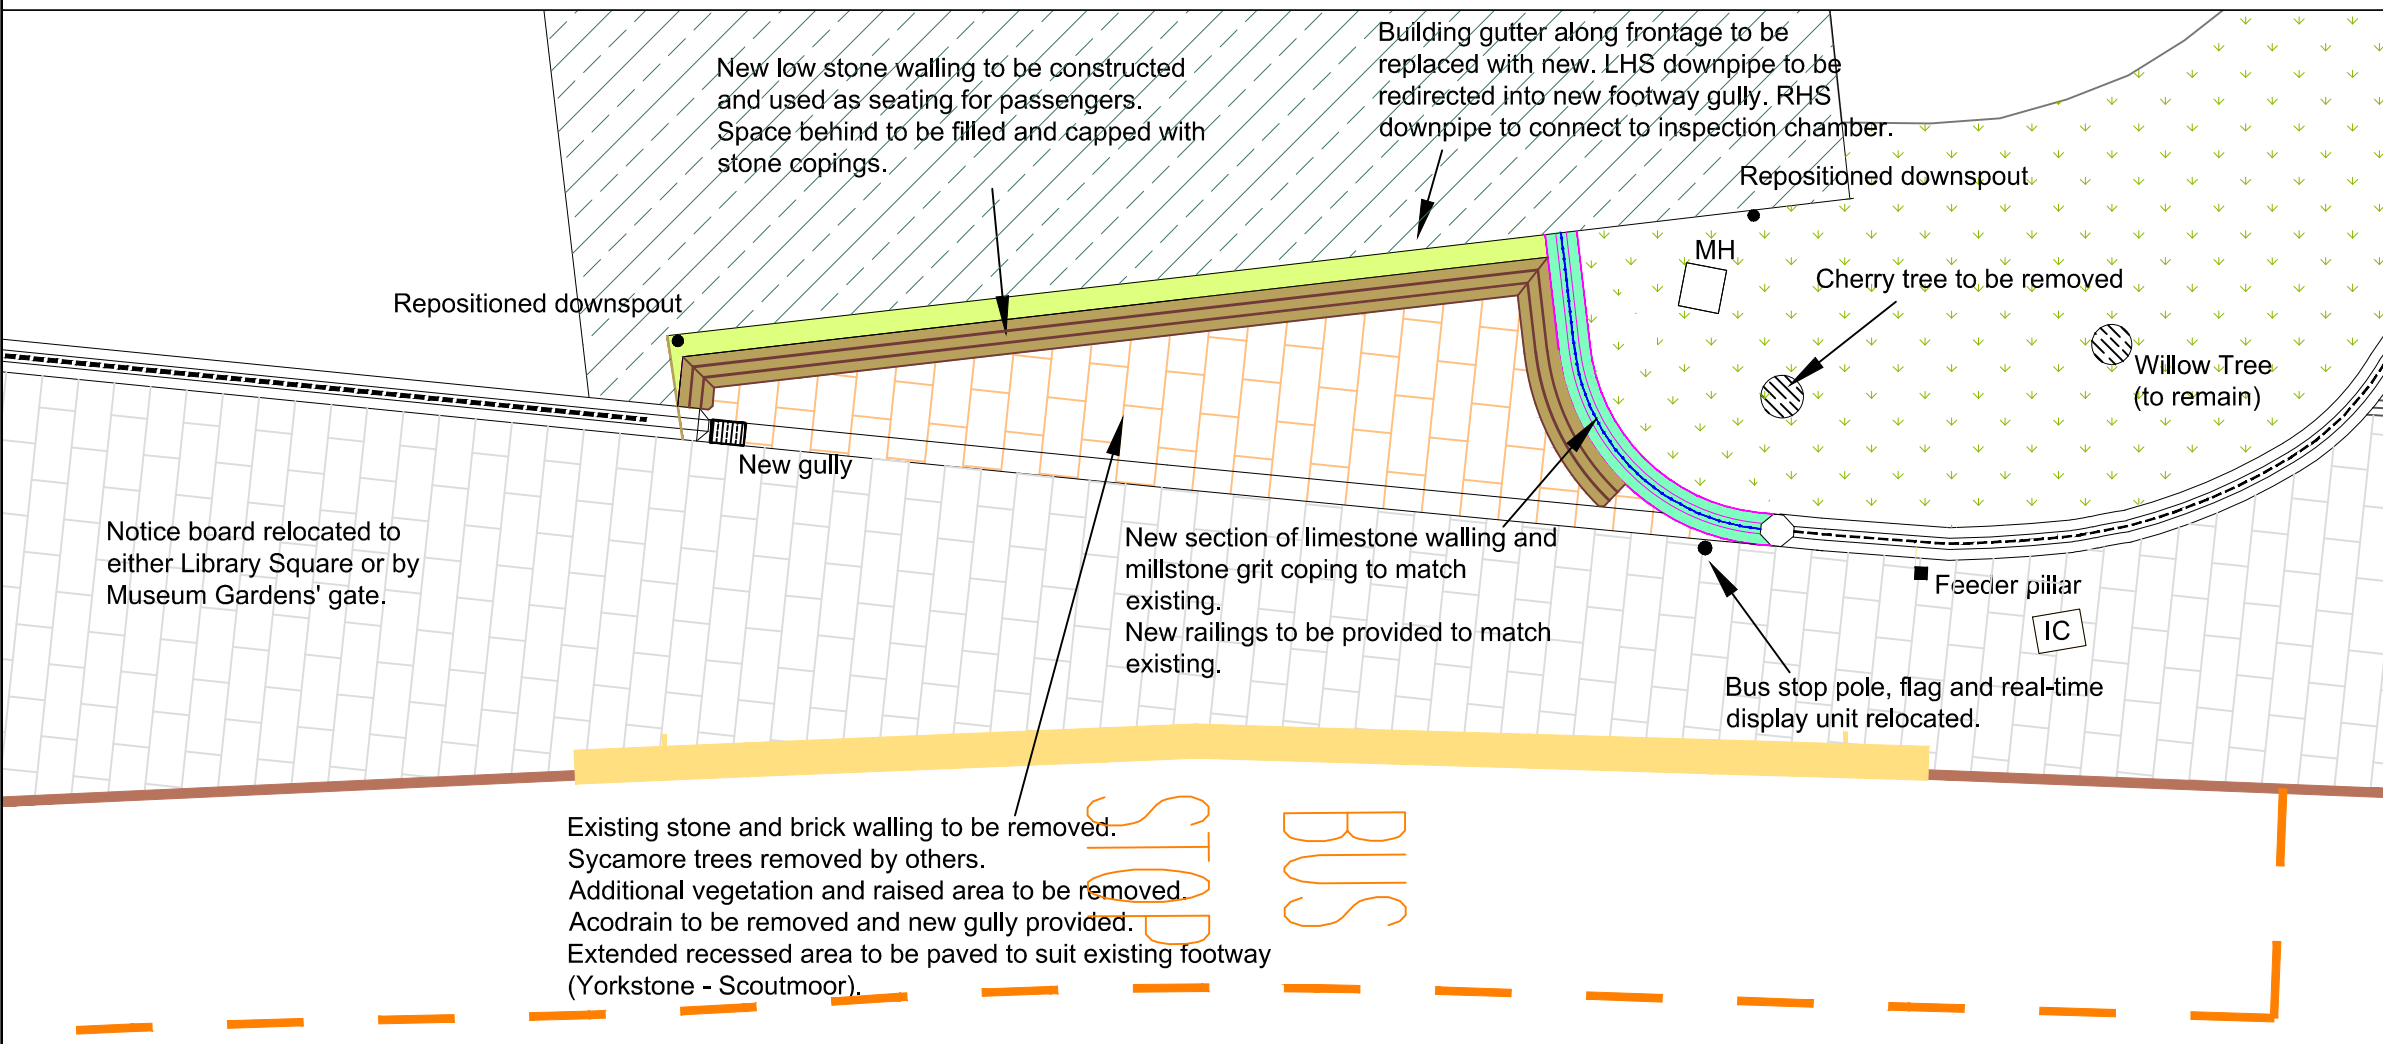 Building gutter along frontage to be
replaced with new. LHS downpipe to be
redirected into new footway gully. RHS
downpipe to connect to inspection chamber.
New low stone walling to be constructed
and used as seating for passengers.
Space behind to be filled and capped with
stone copings.
Repositioned downspout
MH
Cherry tree to be removed
Repositioned downspout
Willow Tree
(to remain)
New gully
Notice board relocated to
either Library Square or by
Museum Gardens' gate.
New section of limestone walling and
millstone grit coping to match
existing.
New railings to be provided to match
existing.
Feeder pillar
IC
Bus stop pole, flag and real-time
display unit relocated.
Existing stone and brick walling to be removed.
Sycamore trees removed by others.
Additional vegetation and raised area to be removed.
Acodrain to be removed and new gully provided.
Extended recessed area to be paved to suit existing footway
(Yorkstone - Scoutmoor).
BUS
STOP